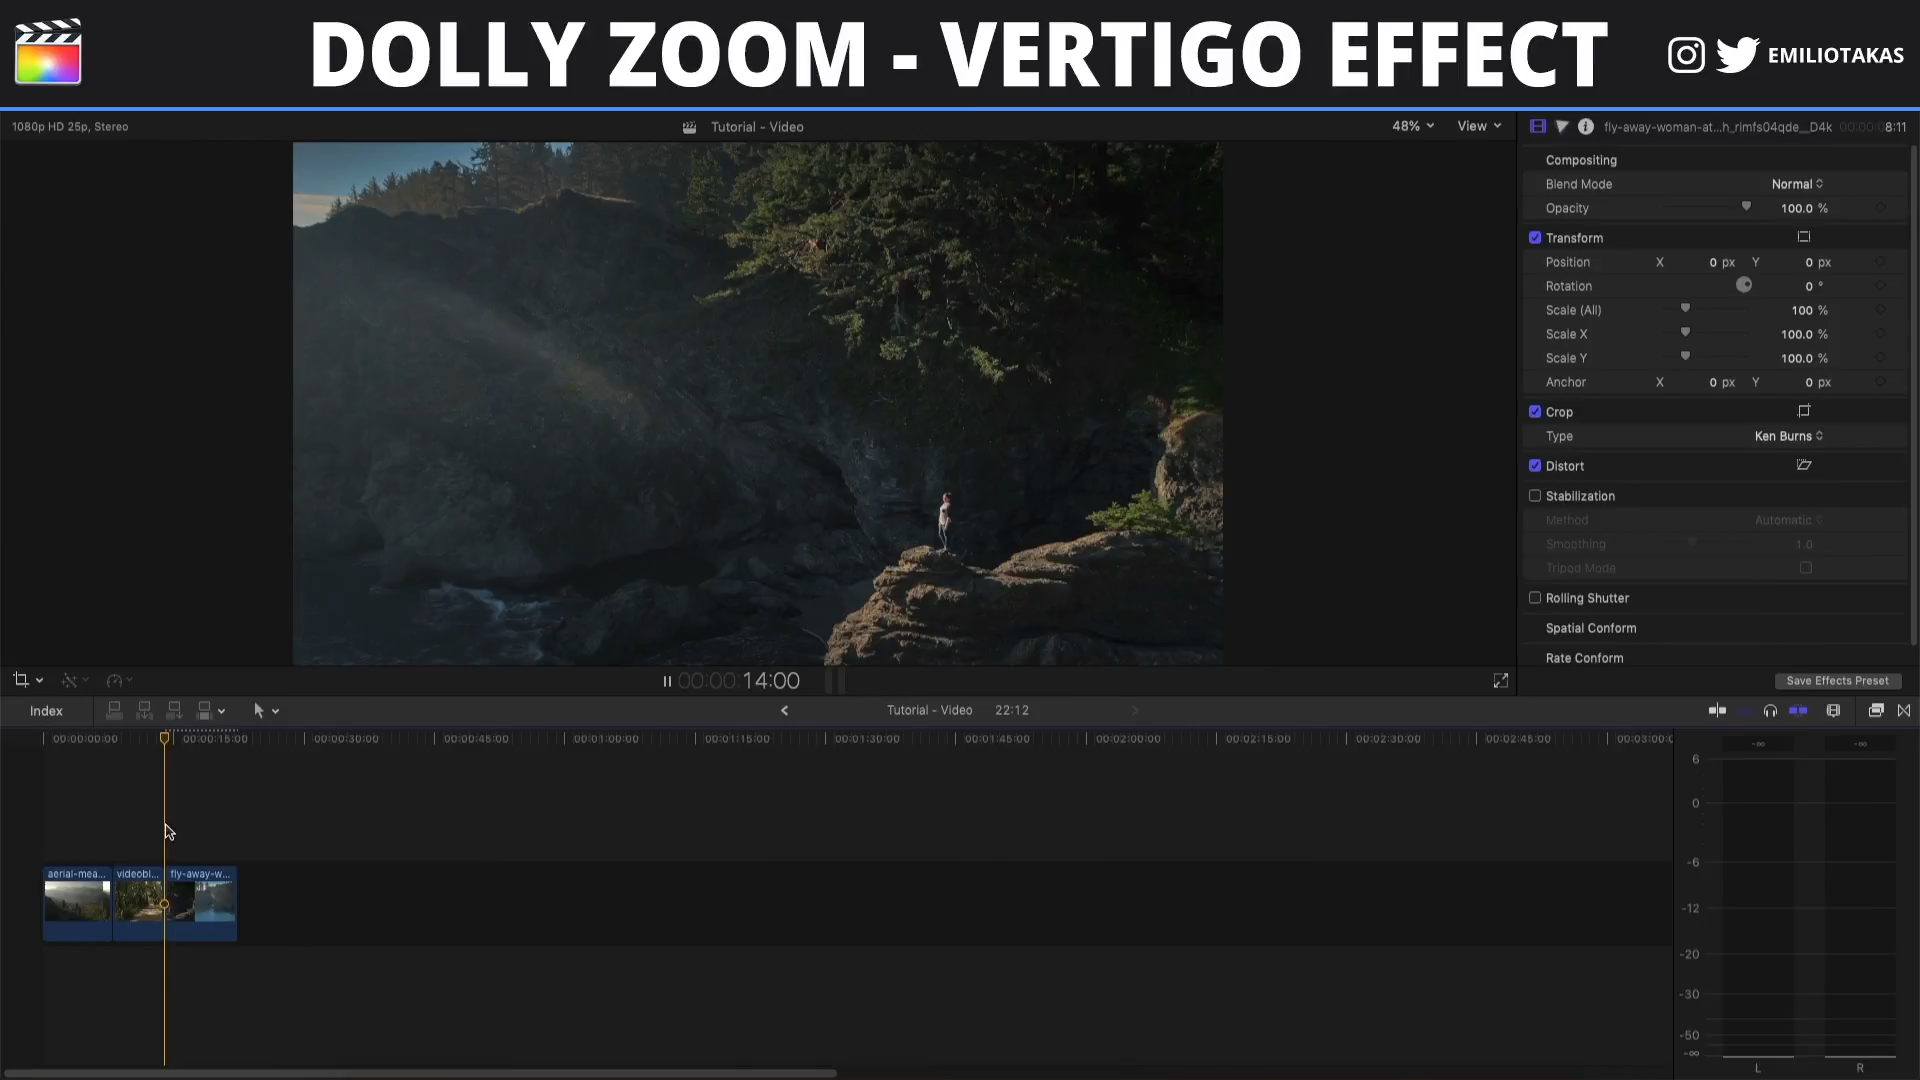 DOLLY ZOOM - VERTIGO EFFECT
EMILIOTAKAS
1080p HD 25p, Stereo
Tutorial - Video
48%
View
fly-away-woman-at...h_rimfs04qde__D4k
00:00:08:11
Compositing
Blend Mode
Normal
Opacity
100.0 %
Transform
Position X 0 px Y 0 px
Rotation 0 °
Scale (All) 100 %
Scale X 100.0 %
Scale Y 100.0 %
Anchor X 0 px Y 0 px
Crop
Type Ken Burns
Distort
Stabilization
Method Automatic
Smoothing 1.0
Tripod Mode
Rolling Shutter
Spatial Conform
Rate Conform
00:00:14:00
Save Effects Preset
Index
Tutorial - Video 22:12
00:00:00:00 00:00:15:00 00:00:30:00 00:00:45:00 00:01:00:00 00:01:15:00 00:01:30:00 00:01:45:00 00:02:00:00 00:02:15:00 00:02:30:00 00:02:45:00 00:03:00:0
aerial-mea... videobl... fly-away-w...
-∞ -∞
6
0
-6
-12
-20
-30
-50
-∞
L R